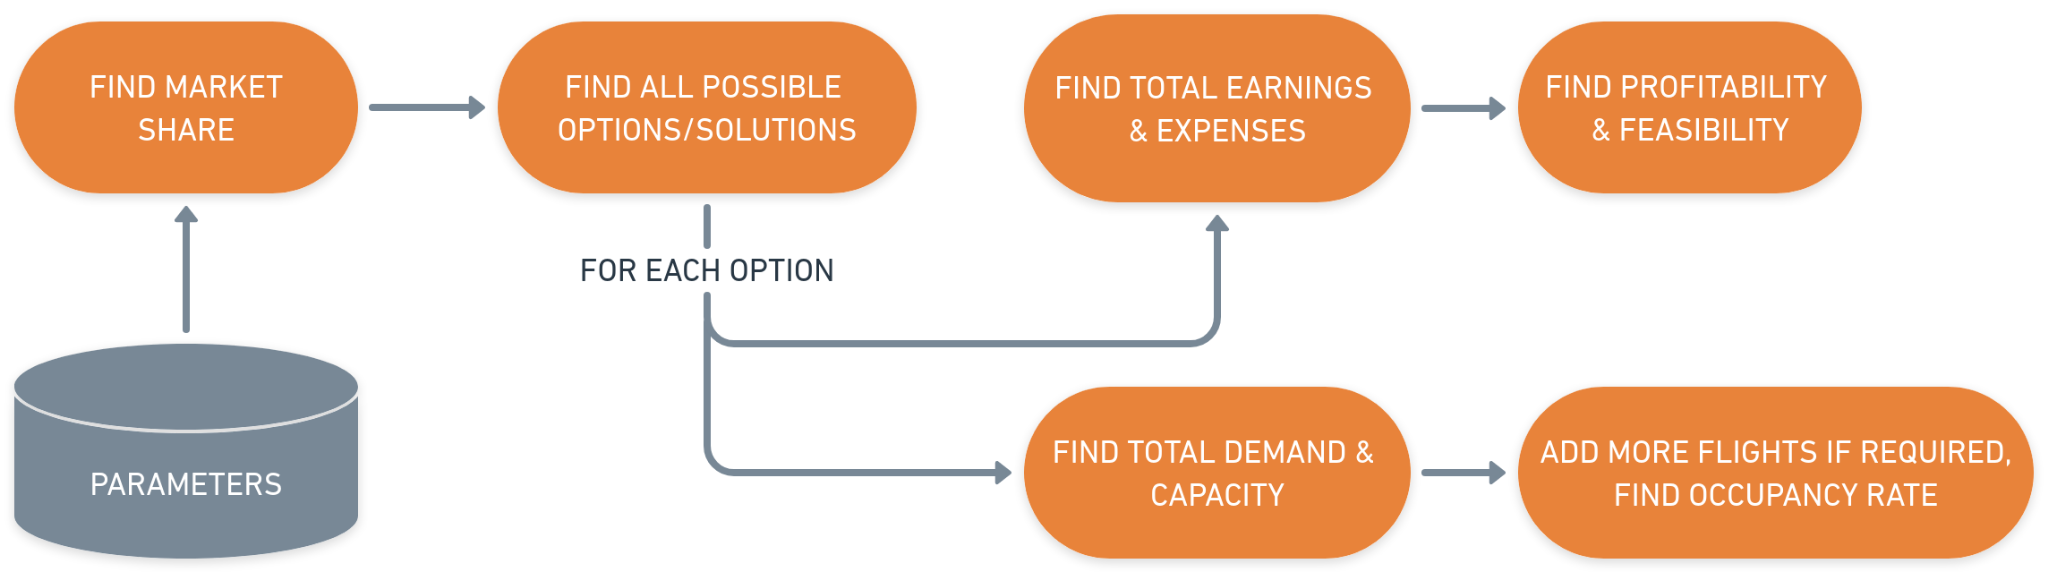 FIND MARKET
SHARE
FIND ALL POSSIBLE
OPTIONS/SOLUTIONS
FIND TOTAL EARNINGS
& EXPENSES
FIND PROFITABILITY
& FEASIBILITY
FOR EACH OPTION
PARAMETERS
FIND TOTAL DEMAND &
CAPACITY
ADD MORE FLIGHTS IF REQUIRED,
FIND OCCUPANCY RATE